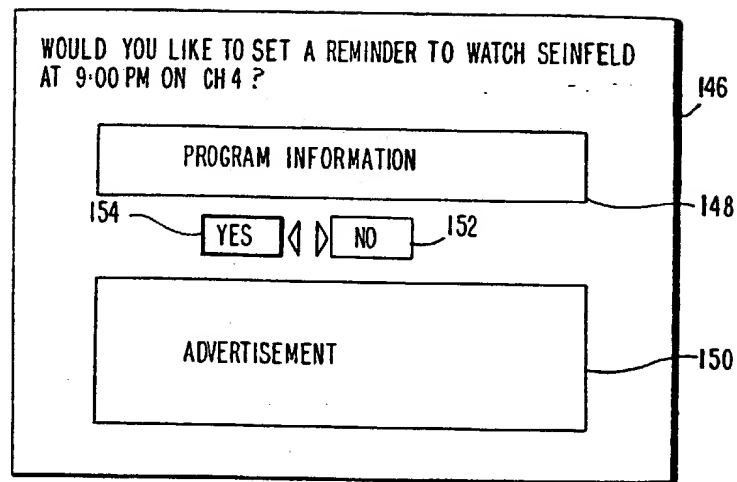 WOULD YOU LIKE TO SET A REMINDER TO WATCH SEINFELD
AT 9:00 PM ON CH 4 ?
146
PROGRAM INFORMATION
148
154
YES
NO
152
ADVERTISEMENT
150